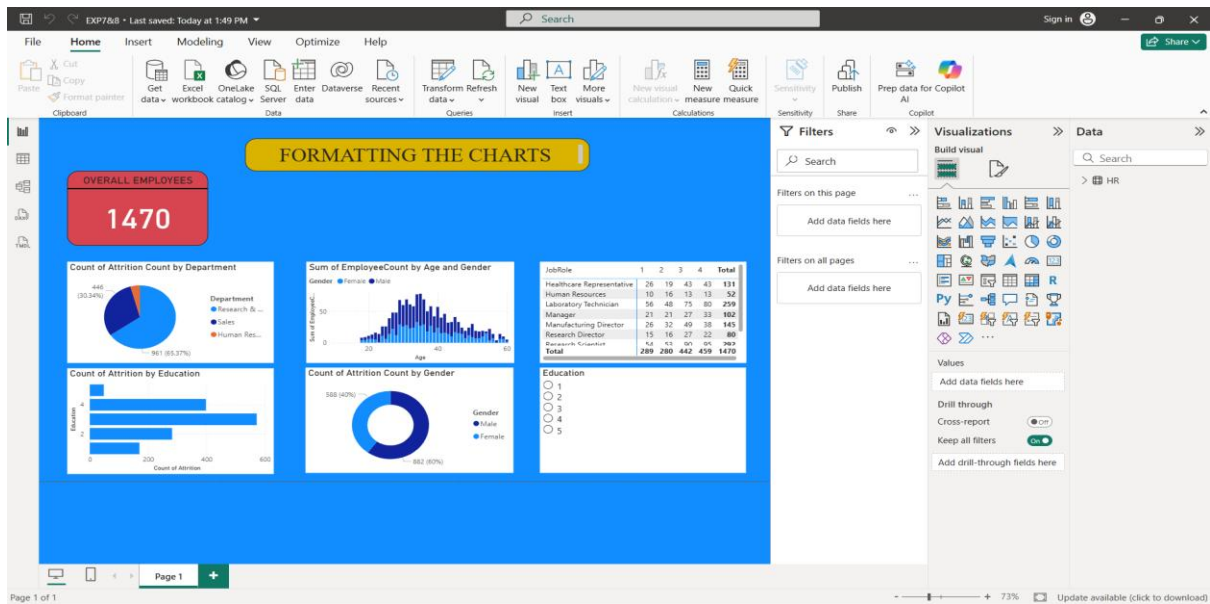 EXP7&8 • Last saved: Today at 1:49 PM
Search
Sign in
File Home Insert Modeling View Optimize Help
Share
Paste
Cut
Copy
Format painter
Clipboard
Get data
Excel workbook
OneLake catalog
SQL Server
Enter data
Dataverse
Recent sources
Data
Transform data
Refresh
Queries
New visual
Text box
More visuals
Insert
New visual calculation
New measure
Quick measure
Calculations
Sensitivity
Sensitivity
Publish
Share
Prep data for AI
Copilot
Copilot
FORMATTING THE CHARTS
OVERALL EMPLOYEES
1470
Count of Attrition Count by Department
446
(30.34%)
961 (65.37%)
Department
Research & ...
Sales
Human Res...
Sum of EmployeeCount by Age and Gender
Gender Female Male
Sum of EmployeeC...
50
0
20 40 60
Age
JobRole 1 2 3 4 Total
Healthcare Representative 26 19 43 43 131
Human Resources 10 16 13 13 52
Laboratory Technician 56 48 75 80 259
Manager 21 21 27 33 102
Manufacturing Director 26 32 49 38 145
Research Director 15 16 27 22 80
Research Scientist 54 53 90 95 292
Total 289 280 442 459 1470
Count of Attrition by Education
Education
4
2
0 200 400 600
Count of Attrition
Count of Attrition Count by Gender
588 (40%)
882 (60%)
Gender
Male
Female
Education
1
2
3
4
5
Filters
Search
Filters on this page
...
Add data fields here
Filters on all pages
...
Add data fields here
Visualizations
Build visual
R
Py
...
Values
Add data fields here
Drill through
Cross-report
Off
Keep all filters
On
Add drill-through fields here
Data
Search
HR
Page 1
Page 1 of 1
73%
Update available (click to download)